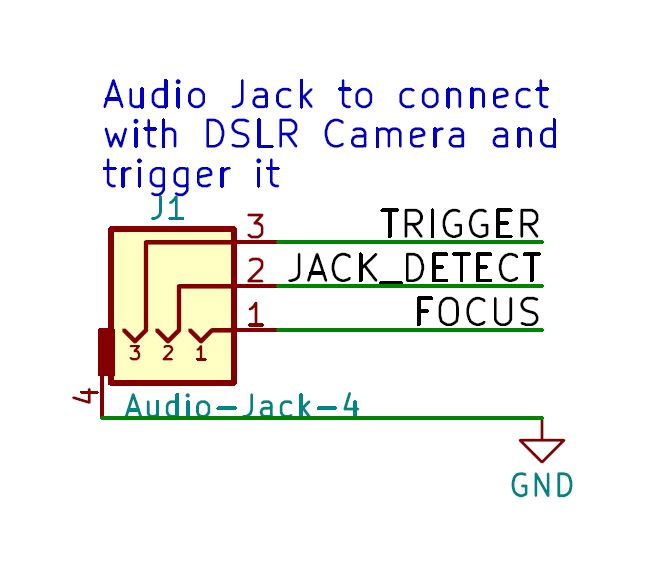 Audio Jack to connect
with DSLR Camera and
trigger it
J1
3 TRIGGER
2 JACK_DETECT
1 FOCUS
3 2 1
4
Audio-Jack-4
GND